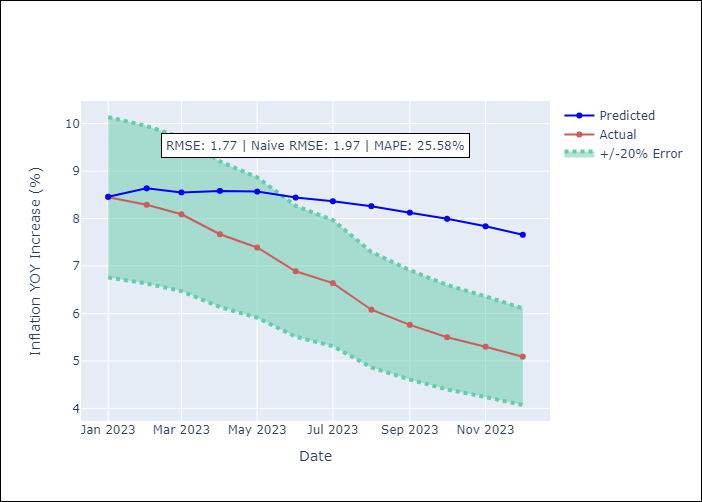 RMSE: 1.77 | Naive RMSE: 1.97 | MAPE: 25.58%
Predicted
Actual
+/-20% Error
Inflation YOY Increase (%)
10
9
8
7
6
5
4
Jan 2023 Mar 2023 May 2023 Jul 2023 Sep 2023 Nov 2023
Date